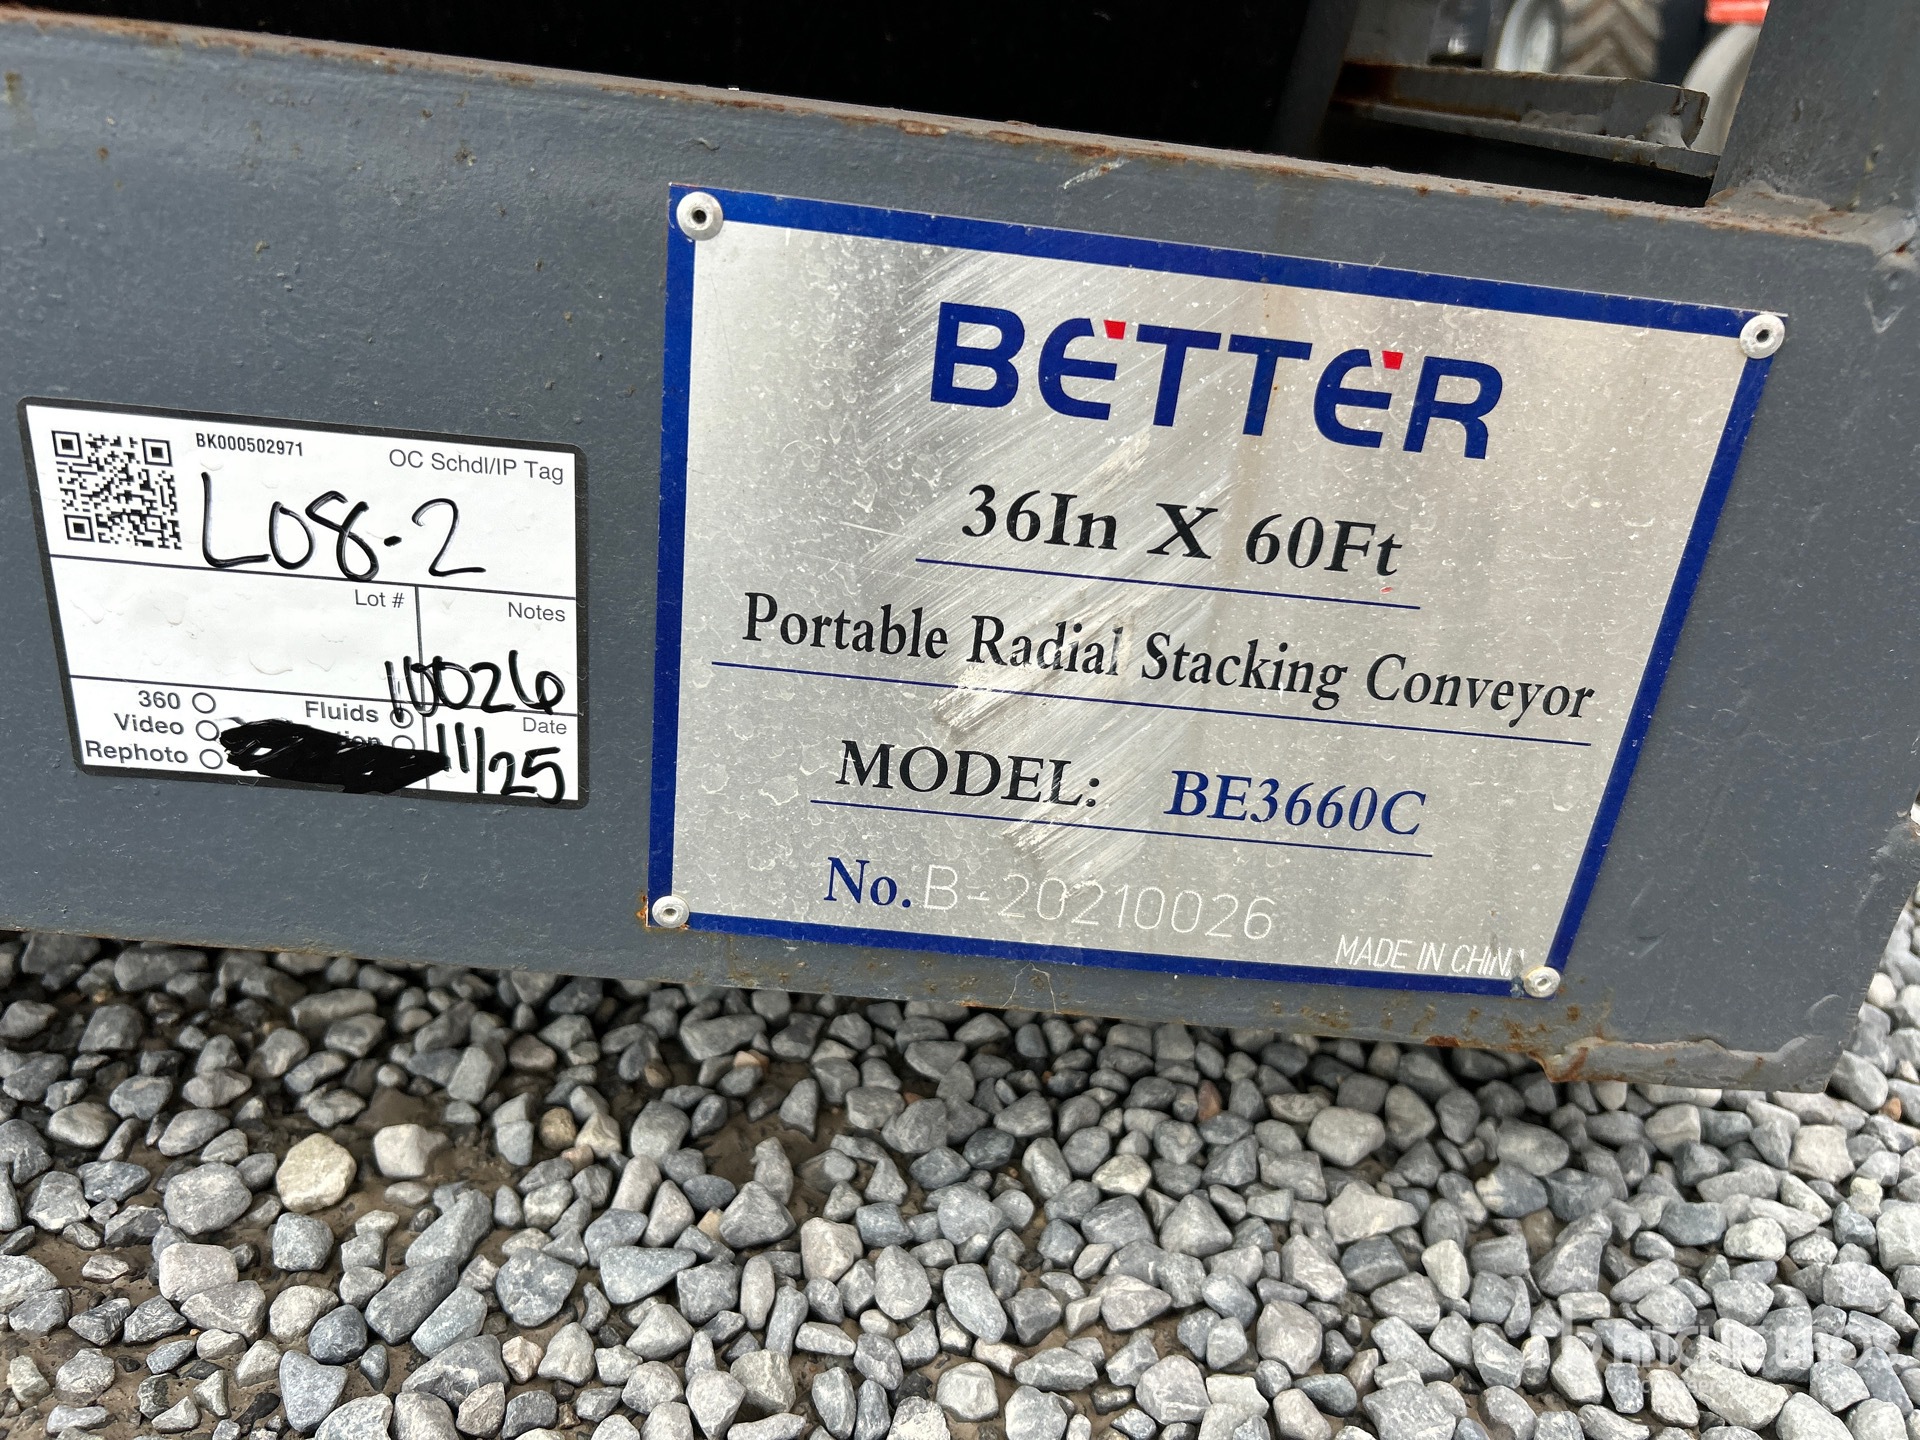 BK000502971
OC Schdl/IP Tag
L08-2
Lot #
Notes
110026
360
Fluids
Date
Video
11/25
Rephoto
BETTER
36In X 60Ft
Portable Radial Stacking Conveyor
MODEL: BE3660C
No. B-20210026
MADE IN CHINA